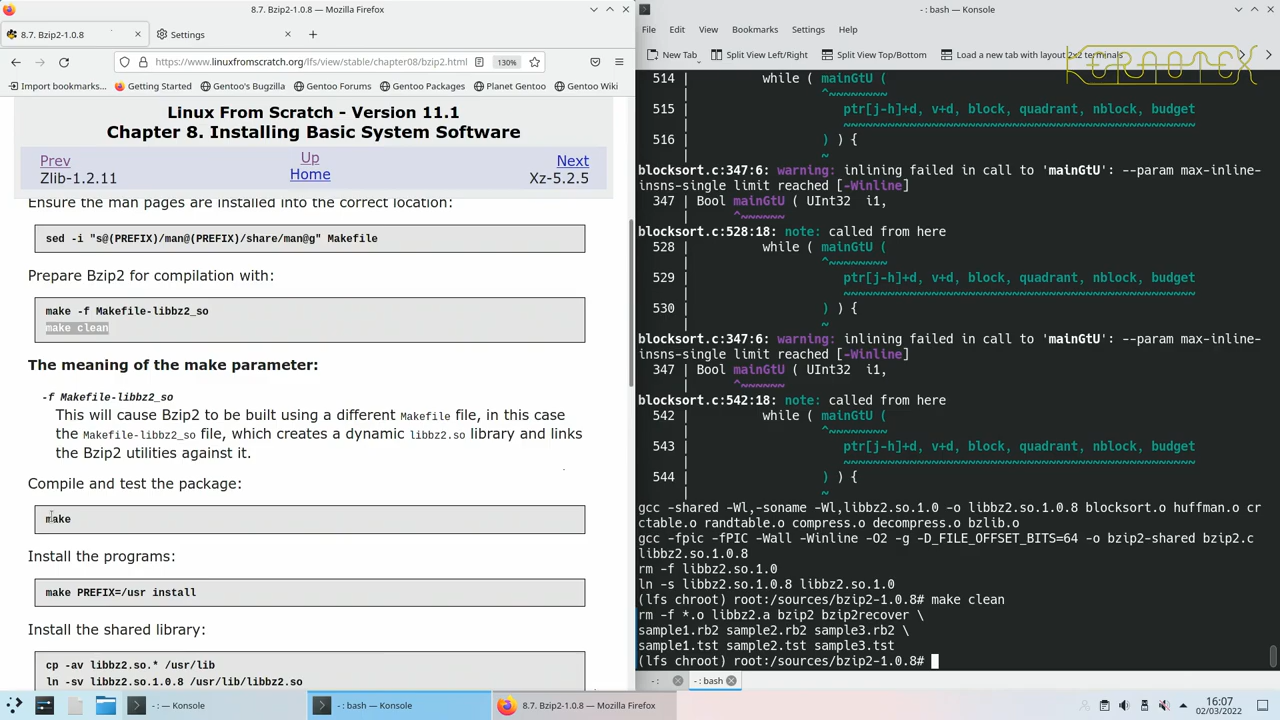 8.7. Bzip2-1.0.8 — Mozilla Firefox
8.7. Bzip2-1.0.8
Settings
https://www.linuxfromscratch.org/lfs/view/stable/chapter08/bzip2.html
130%
Import bookmarks...
Getting Started
Gentoo's Bugzilla
Gentoo Forums
Gentoo Packages
Planet Gentoo
Gentoo Wiki
Linux From Scratch - Version 11.1
Chapter 8. Installing Basic System Software
Prev
Up
Next
Zlib-1.2.11
Home
Xz-5.2.5
Ensure the man pages are installed into the correct location:
sed -i "s@(PREFIX)/man@(PREFIX)/share/man@g" Makefile
Prepare Bzip2 for compilation with:
make -f Makefile-libbz2_so
make clean
The meaning of the make parameter:
-f Makefile-libbz2_so
This will cause Bzip2 to be built using a different Makefile file, in this case
the Makefile-libbz2_so file, which creates a dynamic libbz2.so library and links
the Bzip2 utilities against it.
Compile and test the package:
make
Install the programs:
make PREFIX=/usr install
Install the shared library:
cp -av libbz2.so.* /usr/lib
ln -sv libbz2.so.1.0.8 /usr/lib/libbz2.so
- : bash — Konsole
File Edit View Bookmarks Settings Help
New Tab
Split View Left/Right
Split View Top/Bottom
Load a new tab with layout 2x2 terminals
KERNOTEX
514 | while ( mainGtU (
| ^~~~~~~~~
515 | ptr[j-h]+d, v+d, block, quadrant, nblock, budget
| ~~~~~~~~~~~~~~~~~~~~~~~~~~~~~~~~~~~~~~~~~~~~~~~~
516 | ) ) {
| ~
blocksort.c:347:6: warning: inlining failed in call to 'mainGtU': --param max-inline-
insns-single limit reached [-Winline]
347 | Bool mainGtU ( UInt32 i1,
| ^~~~~~~
blocksort.c:528:18: note: called from here
528 | while ( mainGtU (
| ^~~~~~~~~
529 | ptr[j-h]+d, v+d, block, quadrant, nblock, budget
| ~~~~~~~~~~~~~~~~~~~~~~~~~~~~~~~~~~~~~~~~~~~~~~~~
530 | ) ) {
| ~
blocksort.c:347:6: warning: inlining failed in call to 'mainGtU': --param max-inline-
insns-single limit reached [-Winline]
347 | Bool mainGtU ( UInt32 i1,
| ^~~~~~~
blocksort.c:542:18: note: called from here
542 | while ( mainGtU (
| ^~~~~~~~~
543 | ptr[j-h]+d, v+d, block, quadrant, nblock, budget
| ~~~~~~~~~~~~~~~~~~~~~~~~~~~~~~~~~~~~~~~~~~~~~~~~
544 | ) ) {
| ~
gcc -shared -Wl,-soname -Wl,libbz2.so.1.0 -o libbz2.so.1.0.8 blocksort.o huffman.o cr
ctable.o randtable.o compress.o decompress.o bzlib.o
gcc -fpic -fPIC -Wall -Winline -O2 -g -D_FILE_OFFSET_BITS=64 -o bzip2-shared bzip2.c
libbz2.so.1.0.8
rm -f libbz2.so.1.0
ln -s libbz2.so.1.0.8 libbz2.so.1.0
(lfs chroot) root:/sources/bzip2-1.0.8# make clean
rm -f *.o libbz2.a bzip2 bzip2recover \
sample1.rb2 sample2.rb2 sample3.rb2 \
sample1.tst sample2.tst sample3.tst
(lfs chroot) root:/sources/bzip2-1.0.8#
- :
- : bash
- : — Konsole
- : bash — Konsole
8.7. Bzip2-1.0.8 — Mozilla Firefox
16:07
02/03/2022